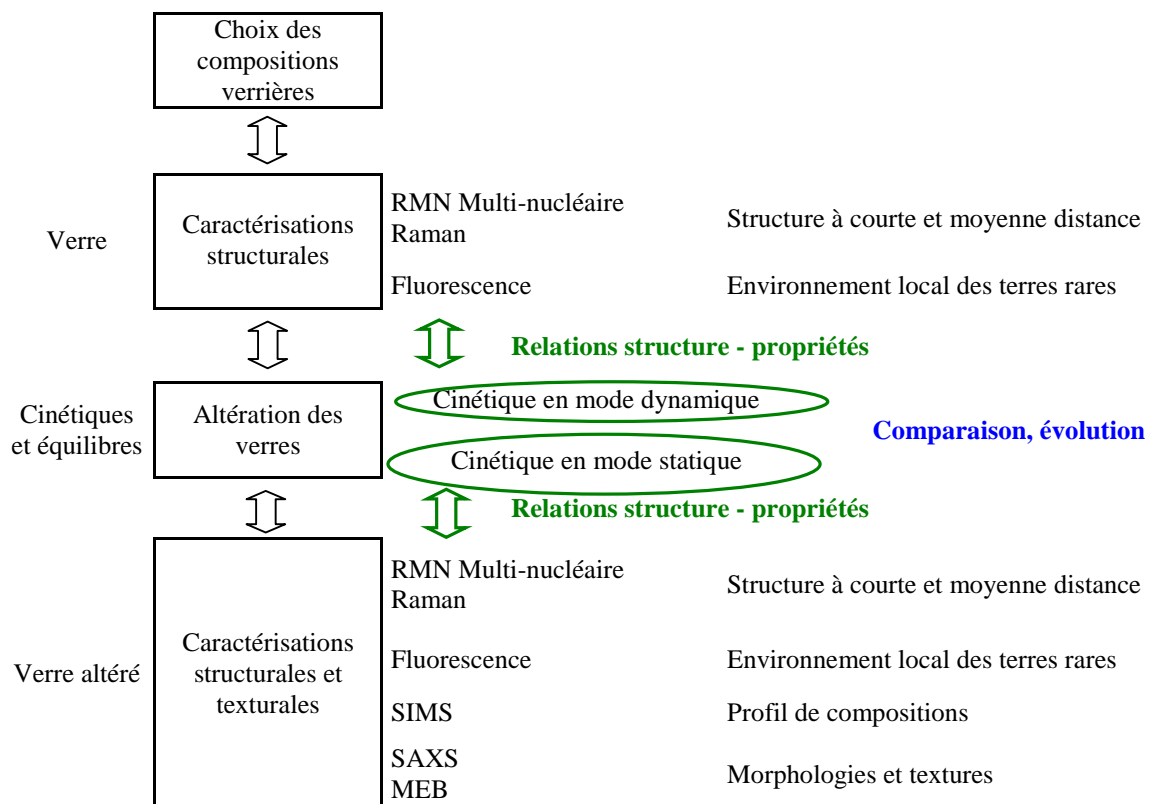 Choix des
compositions
verrières
Verre
Caractérisations
structurales
RMN Multi-nucléaire
Raman
Structure à courte et moyenne distance
Fluorescence
Environnement local des terres rares
Relations structure - propriétés
Cinétiques
et équilibres
Altération des
verres
Cinétique en mode dynamique
Cinétique en mode statique
Comparaison, évolution
Relations structure - propriétés
Verre altéré
Caractérisations
structurales et
texturales
RMN Multi-nucléaire
Raman
Structure à courte et moyenne distance
Fluorescence
Environnement local des terres rares
SIMS
Profil de compositions
SAXS
MEB
Morphologies et textures